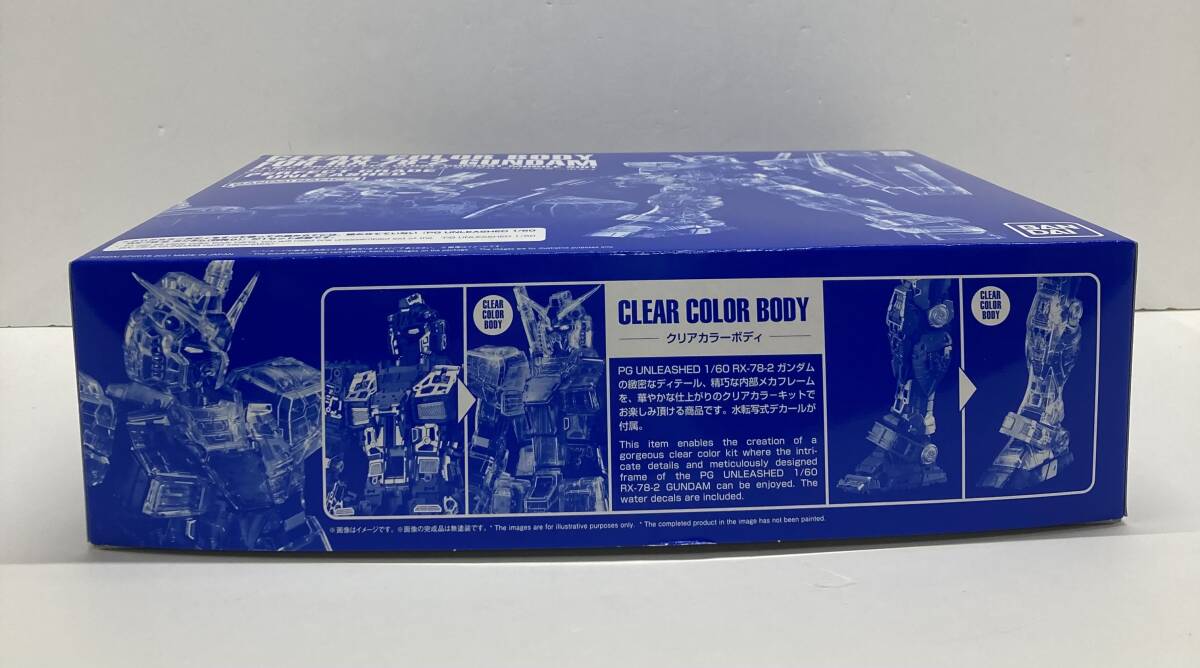 CLEAR COLOR BODY
UNLEASHED
BAN
DAI
CLEAR
COLOR
BODY
CLEAR COLOR BODY
クリアカラーボディ
PG UNLEASHED 1/60 RX-78-2 ガンダム
の緻密なディテール、精巧な内部メカフレーム
を、華やかな仕上がりのクリアカラーキットで
お楽しみ頂ける商品です。水転写式デカールが
付属。
This item enables the creation of a
gorgeous clear color kit where the intri-
cate details and meticulously designed
frame of the PG UNLEASHED 1/60
RX-78-2 GUNDAM can be enjoyed. The
water decals are included.
CLEAR
COLOR
BODY
※画像はイメージです。※画像の完成品は無塗装です。* The images are for illustrative purposes only. * The completed product in the image has not been painted.